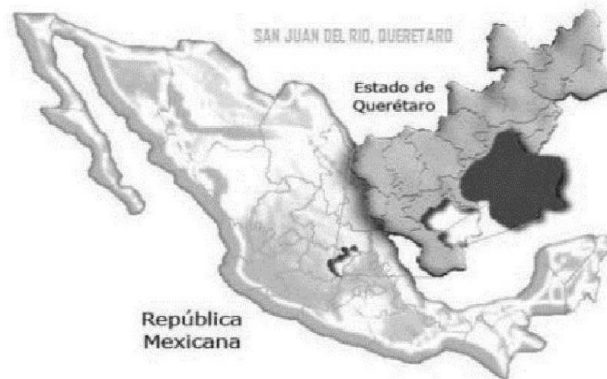 SAN JUAN DEL RIO, QUERETARO
Estado de
Querétaro
República
Mexicana